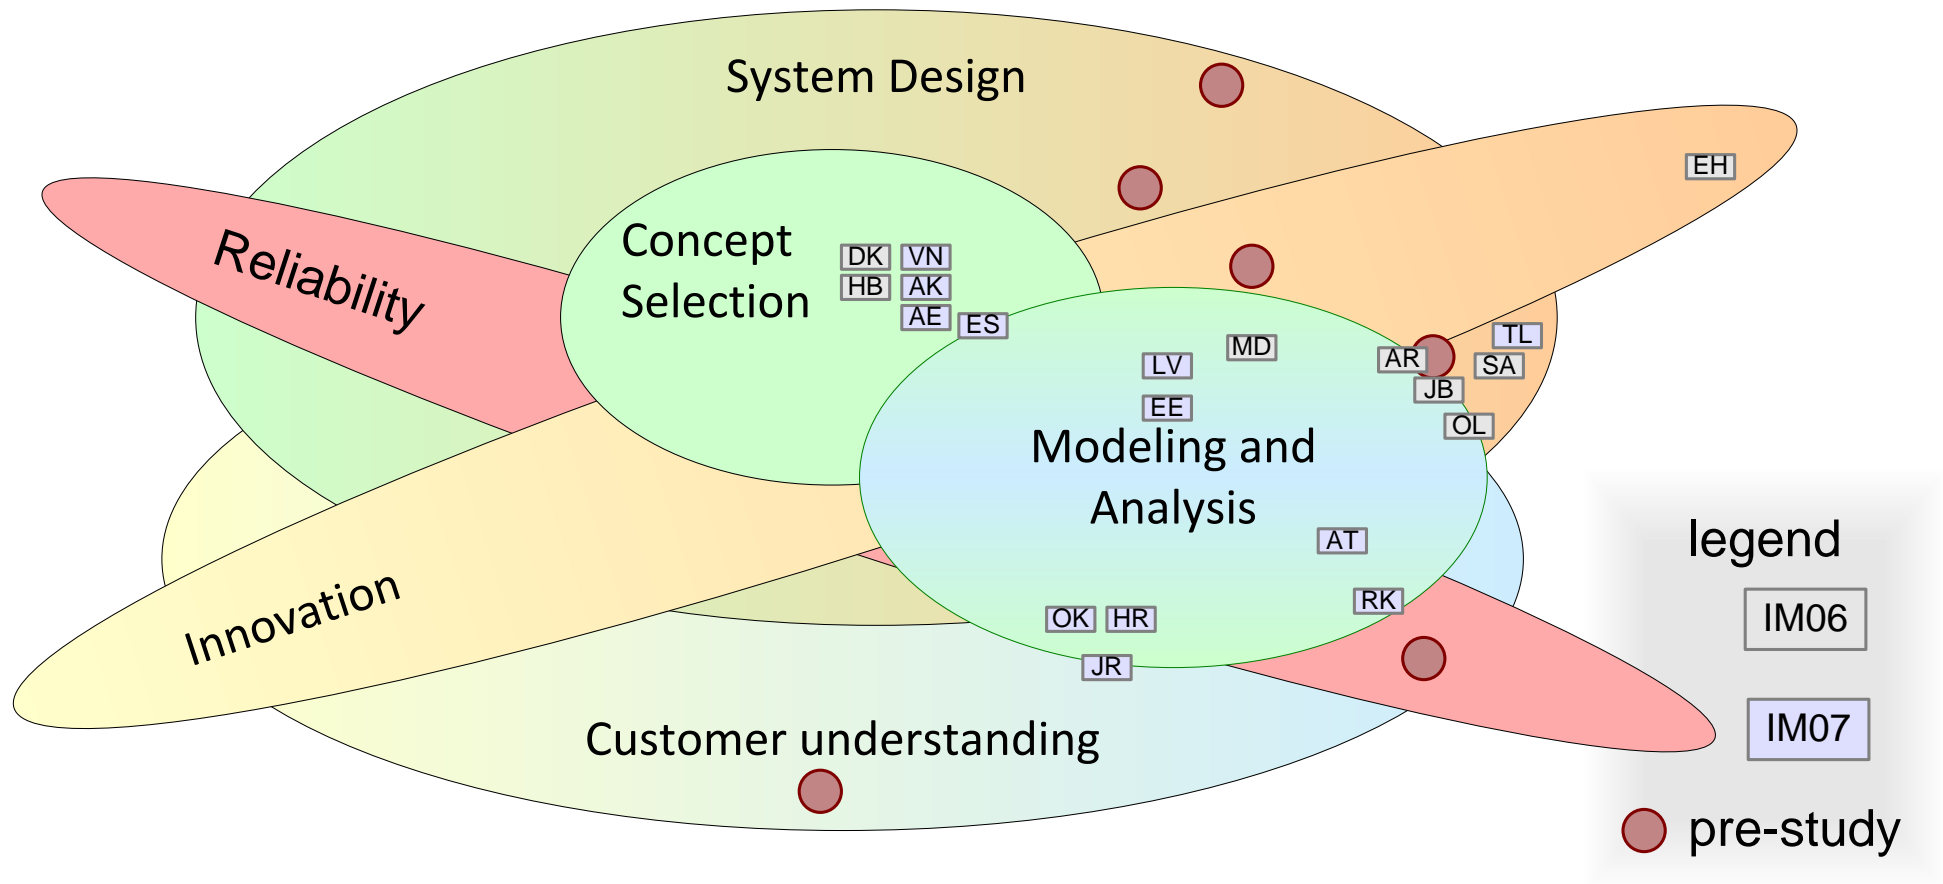 System Design
EH
Reliability
Concept
Selection
DK
VN
HB
AK
AE
ES
TL
MD
AR
SA
LV
JB
EE
OL
Modeling and
Analysis
AT
RK
OK
HR
JR
Innovation
Customer understanding
legend
IM06
IM07
pre-study